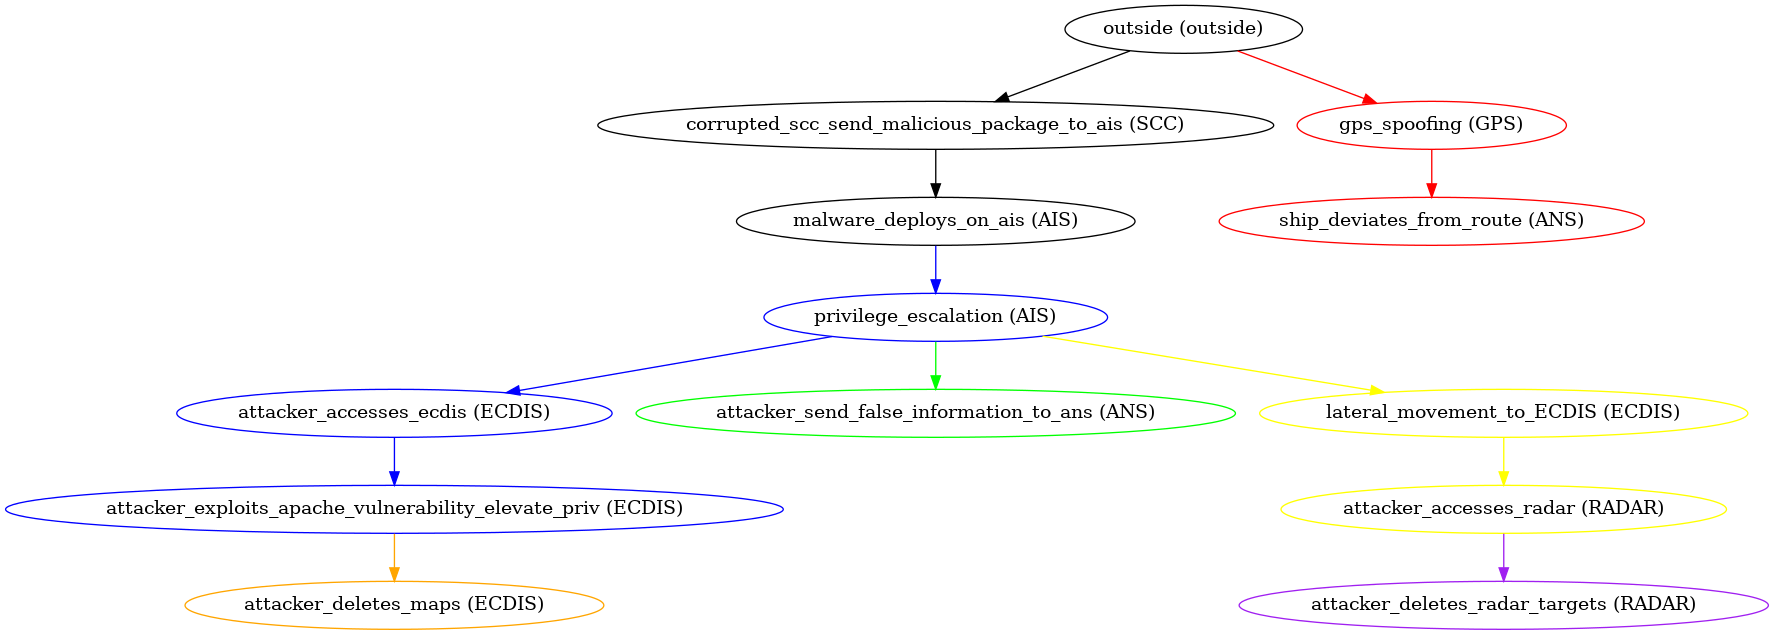 outside (outside)
corrupted_scc_send_malicious_package_to_ais (SCC)
gps_spoofing (GPS)
malware_deploys_on_ais (AIS)
ship_deviates_from_route (ANS)
privilege_escalation (AIS)
attacker_accesses_ecdis (ECDIS)
attacker_send_false_information_to_ans (ANS)
lateral_movement_to_ECDIS (ECDIS)
attacker_exploits_apache_vulnerability_elevate_priv (ECDIS)
attacker_accesses_radar (RADAR)
attacker_deletes_maps (ECDIS)
attacker_deletes_radar_targets (RADAR)